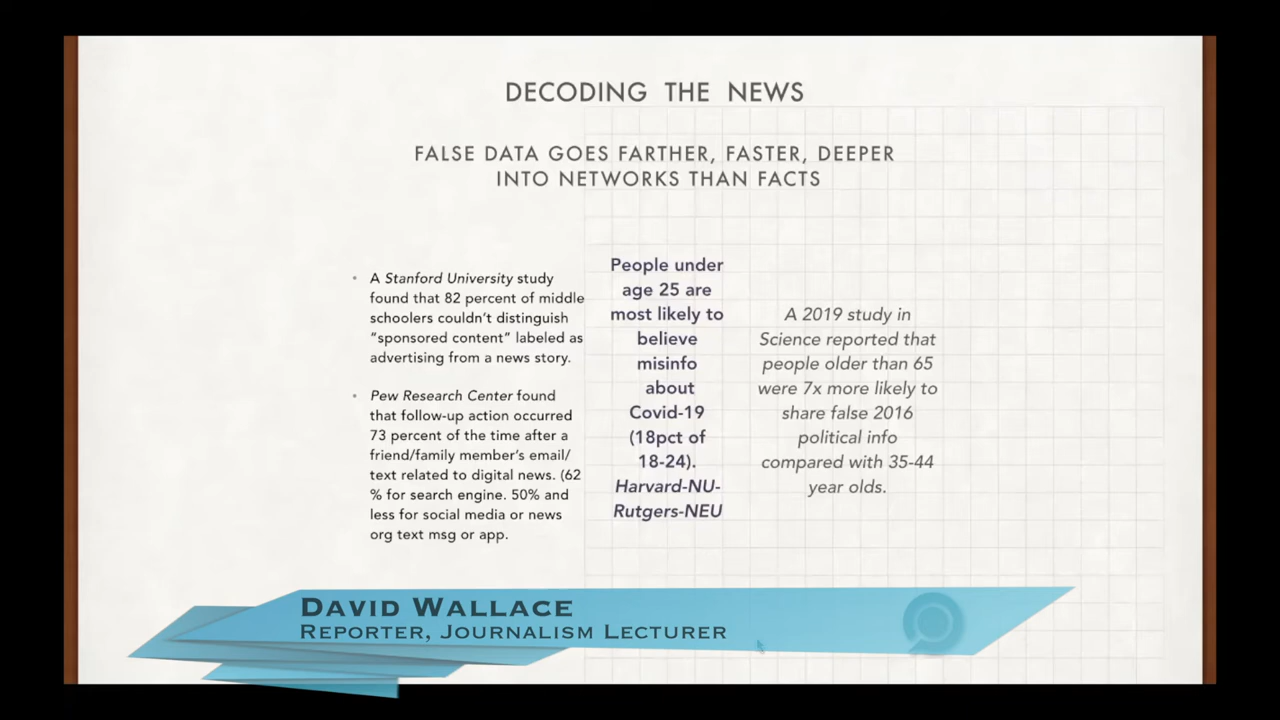 DECODING THE NEWS
FALSE DATA GOES FARTHER, FASTER, DEEPER
INTO NETWORKS THAN FACTS
• A Stanford University study
found that 82 percent of middle
schoolers couldn't distinguish
"sponsored content" labeled as
advertising from a news story.
• Pew Research Center found
that follow-up action occurred
73 percent of the time after a
friend/family member's email/
text related to digital news. (62
% for search engine. 50% and
less for social media or news
org text msg or app.
People under
age 25 are
most likely to
believe
misinfo
about
Covid-19
(18pct of
18-24).
Harvard-NU-
Rutgers-NEU
A 2019 study in
Science reported that
people older than 65
were 7x more likely to
share false 2016
political info
compared with 35-44
year olds.
DAVID WALLACE
REPORTER, JOURNALISM LECTURER